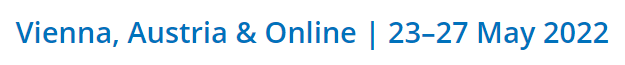 Vienna, Austria & Online | 23–27 May 2022